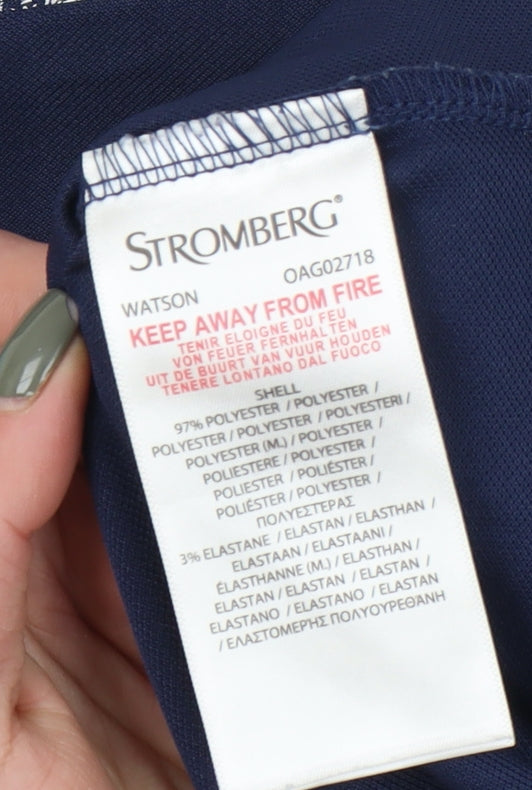 STROMBERG®
WATSON OAG02718
KEEP AWAY FROM FIRE
TENIR ELOIGNE DU FEU
VON FEUER FERNHALTEN
UIT DE BUURT VAN VUUR HOUDEN
TENERE LONTANO DAL FUOCO
SHELL
97% POLYESTER / POLYESTER /
POLYESTER / POLYESTER / POLYESTERI /
POLYESTER (M.) / POLYESTER /
POLIESTERE / POLYESTER /
POLIESTER / POLIÉSTER /
POLIÉSTER / POLYESTER /
ΠΟΛΥΕΣΤΕΡΑΣ
3% ELASTANE / ELASTAN / ELASTHAN /
ELASTAAN / ELASTAANI /
ÉLASTHANNE (M.) / ELASTHAN /
ELASTAN / ELASTAN / ELASTAN /
ELASTANO / ELASTANO / ELASTAN
/ ΕΛΑΣΤΟΜΕΡΗΣ ΠΟΛΥΟΥΡΕΘΑΝΗ